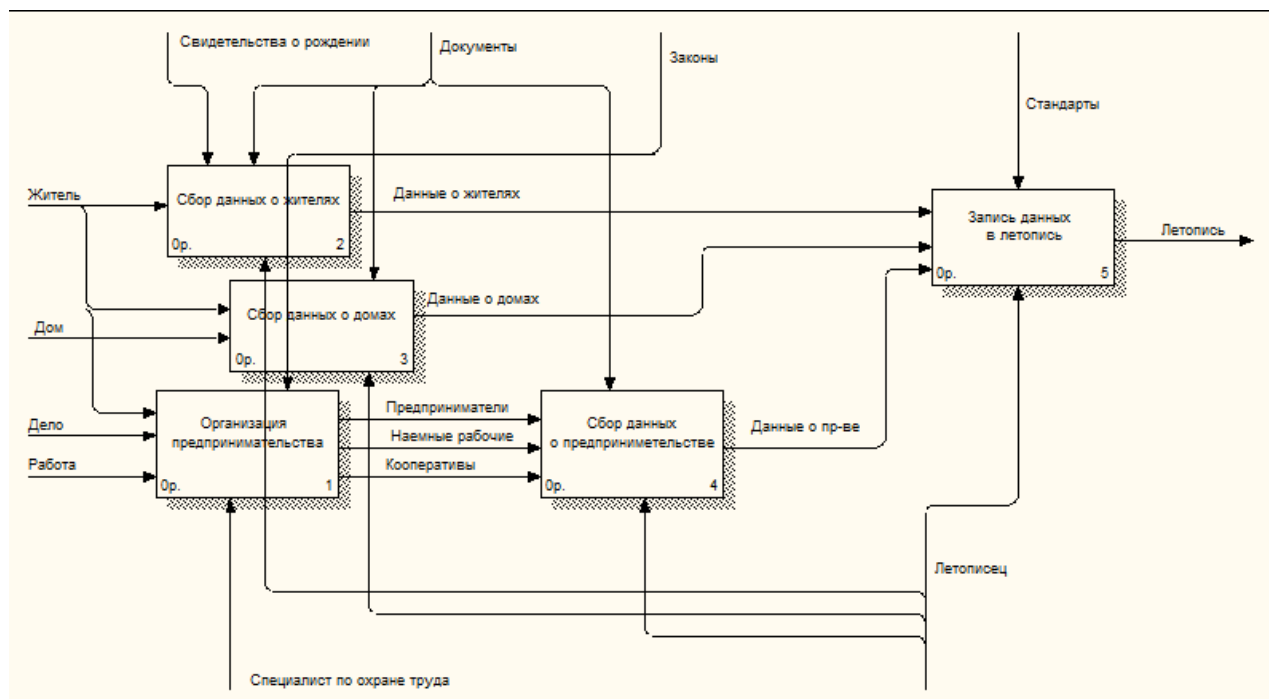 Свидетельства о рождении
Документы
Законы
Стандарты
Житель
Сбор данных о жителях
0р.
2
Данные о жителях
Запись данных
в летопись
0р.
5
Летопись
Дом
Сбор данных о домах
0р.
3
Данные о домах
Дело
Работа
Организация
предпринимательства
0р.
1
Предприниматели
Наемные рабочие
Кооперативы
Сбор данных
о предприниметельстве
0р.
4
Данные о пр-ве
Летописец
Специалист по охране труда